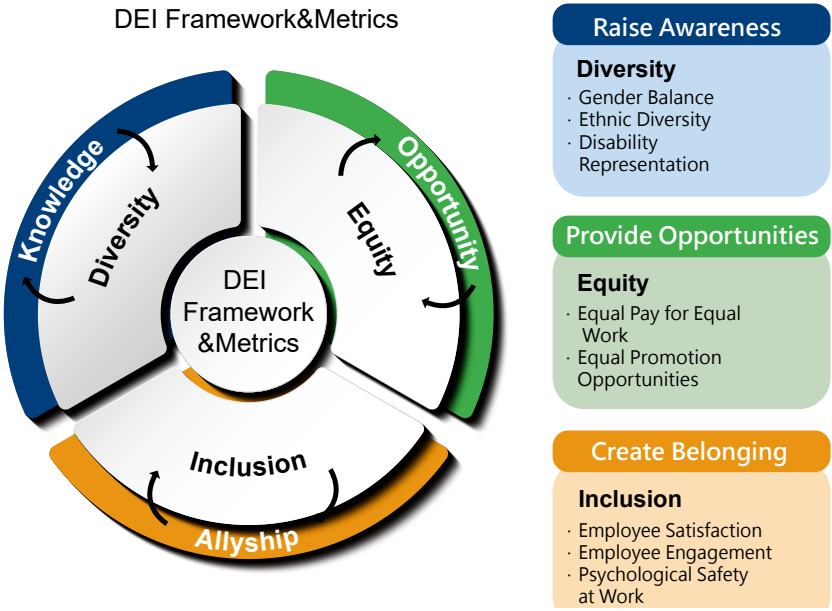 DEI Framework&Metrics
Knowledge
Diversity
Opportunity
Equity
DEI
Framework
&Metrics
Inclusion
Allyship
Raise Awareness
Diversity
· Gender Balance
· Ethnic Diversity
· Disability
Representation
Provide Opportunities
Equity
· Equal Pay for Equal
Work
· Equal Promotion
Opportunities
Create Belonging
Inclusion
· Employee Satisfaction
· Employee Engagement
· Psychological Safety
at Work